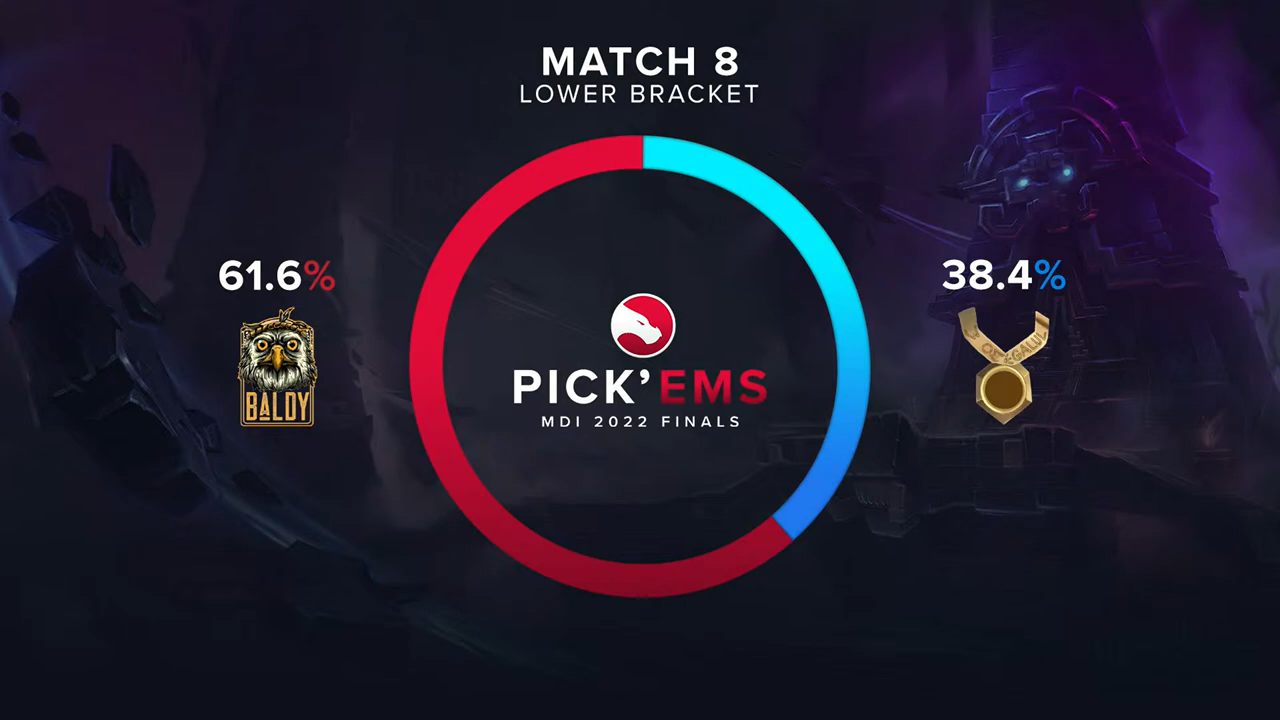 MATCH 8
LOWER BRACKET
61.6%
38.4%
BALDY
PICK'EMS
MDI 2022 FINALS